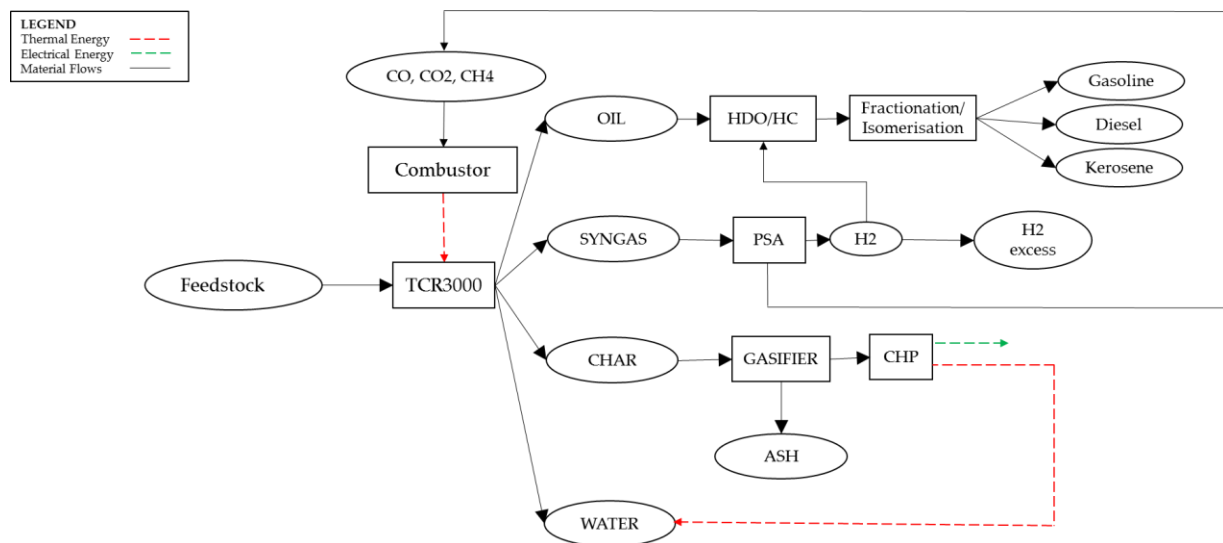 LEGEND
Thermal Energy
Electrical Energy
Material Flows
CO, CO2, CH4
Combustor
Feedstock
TCR3000
OIL
HDO/HC
Fractionation/
Isomerisation
Gasoline
Diesel
Kerosene
SYNGAS
PSA
H2
H2
excess
CHAR
GASIFIER
CHP
ASH
WATER